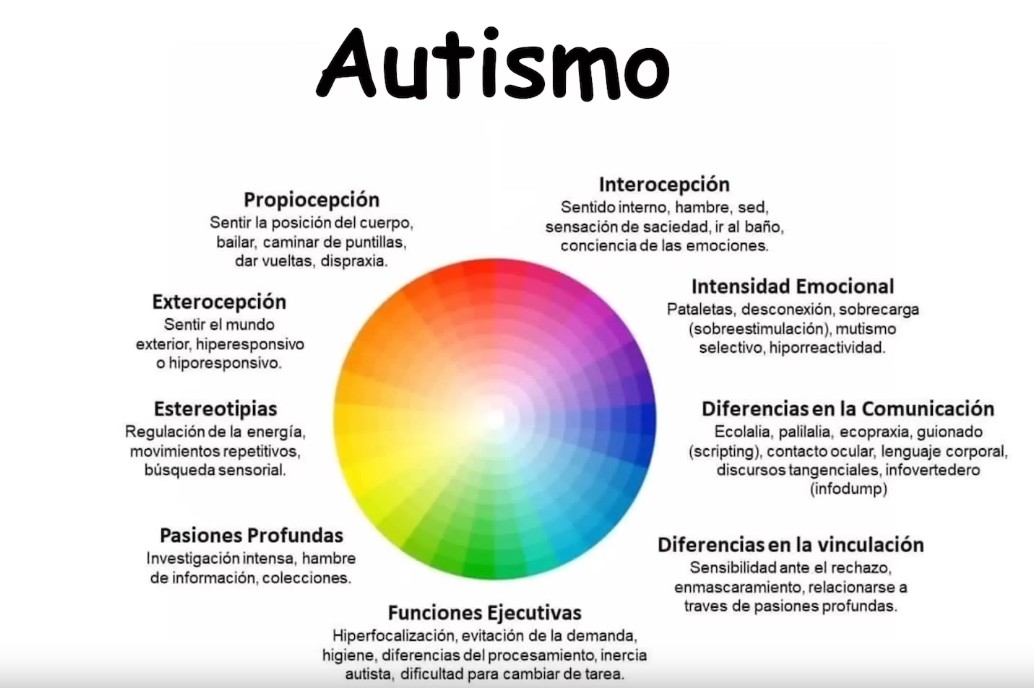 Autismo
Propiocepción
Sentir la posición del cuerpo,
bailar, caminar de puntillas,
dar vueltas, dispraxia.
Interocepción
Sentido interno, hambre, sed,
sensación de saciedad, ir al baño,
conciencia de las emociones.
Exterocepción
Sentir el mundo
exterior, hiperesponsivo
o hiporesponsivo.
Intensidad Emocional
Pataletas, desconexión, sobrecarga
(sobreestimulación), mutismo
selectivo, hiporreactividad.
Estereotipias
Regulación de la energía,
movimientos repetitivos,
búsqueda sensorial.
Diferencias en la Comunicación
Ecolalia, palilalia, ecopraxia, guionado
(scripting), contacto ocular, lenguaje corporal,
discursos tangenciales, infovertedero
(infodump)
Pasiones Profundas
Investigación intensa, hambre
de información, colecciones.
Diferencias en la vinculación
Sensibilidad ante el rechazo,
enmascaramiento, relacionarse a
traves de pasiones profundas.
Funciones Ejecutivas
Hiperfocalización, evitación de la demanda,
higiene, diferencias del procesamiento, inercia
autista, dificultad para cambiar de tarea.